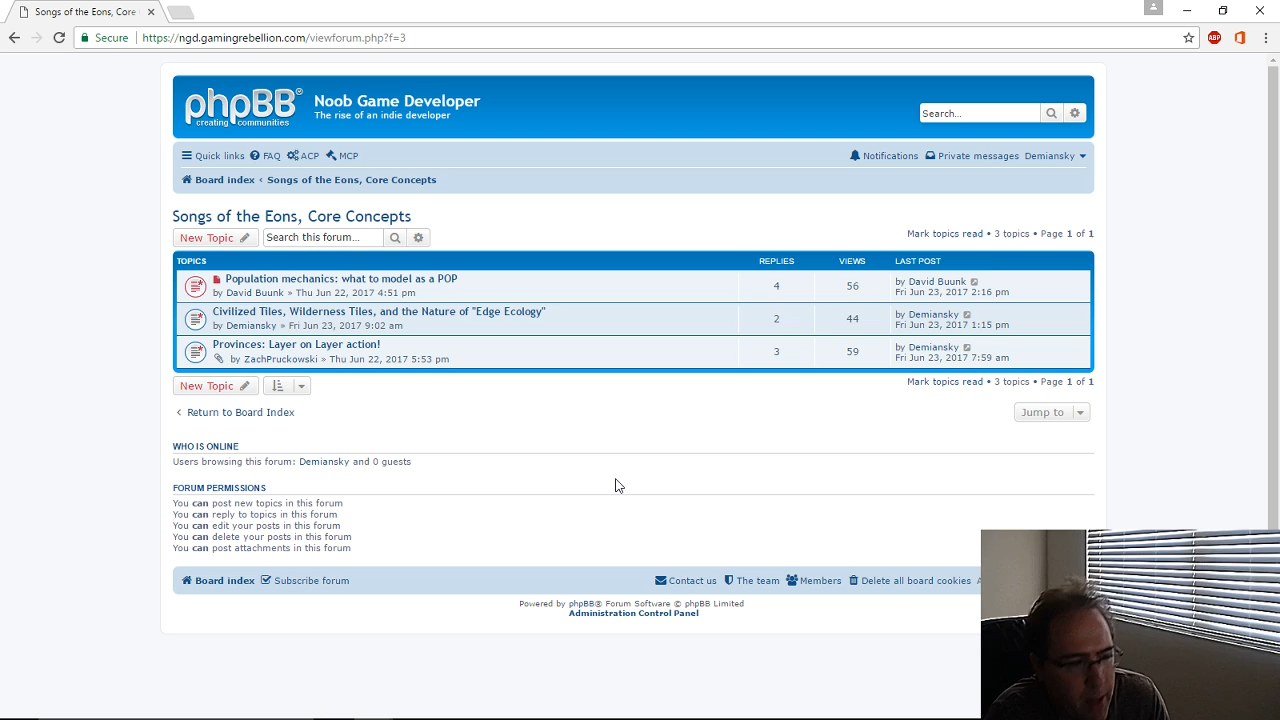 Songs of the Eons, Core
Secure https://ngd.gamingrebellion.com/viewforum.php?f=3
ABP
phpBB®
creating communities
Noob Game Developer
The rise of an indie developer
Search...
Quick links FAQ ACP MCP
Notifications Private messages Demiansky
Board index ‹ Songs of the Eons, Core Concepts
Songs of the Eons, Core Concepts
New Topic Search this forum...
Mark topics read • 3 topics • Page 1 of 1
TOPICS REPLIES VIEWS LAST POST
Population mechanics: what to model as a POP
by David Buunk » Thu Jun 22, 2017 4:51 pm
4 56
by David Buunk
Fri Jun 23, 2017 2:16 pm
Civilized Tiles, Wilderness Tiles, and the Nature of "Edge Ecology"
by Demiansky » Fri Jun 23, 2017 9:02 am
2 44
by Demiansky
Fri Jun 23, 2017 1:15 pm
Provinces: Layer on Layer action!
by ZachPruckowski » Thu Jun 22, 2017 5:53 pm
3 59
by Demiansky
Fri Jun 23, 2017 7:59 am
New Topic
Mark topics read • 3 topics • Page 1 of 1
‹ Return to Board Index
Jump to
WHO IS ONLINE
Users browsing this forum: Demiansky and 0 guests
FORUM PERMISSIONS
You can post new topics in this forum
You can reply to topics in this forum
You can edit your posts in this forum
You can delete your posts in this forum
You can post attachments in this forum
Board index Subscribe forum
Contact us The team Members Delete all board cookies
Powered by phpBB® Forum Software © phpBB Limited
Administration Control Panel